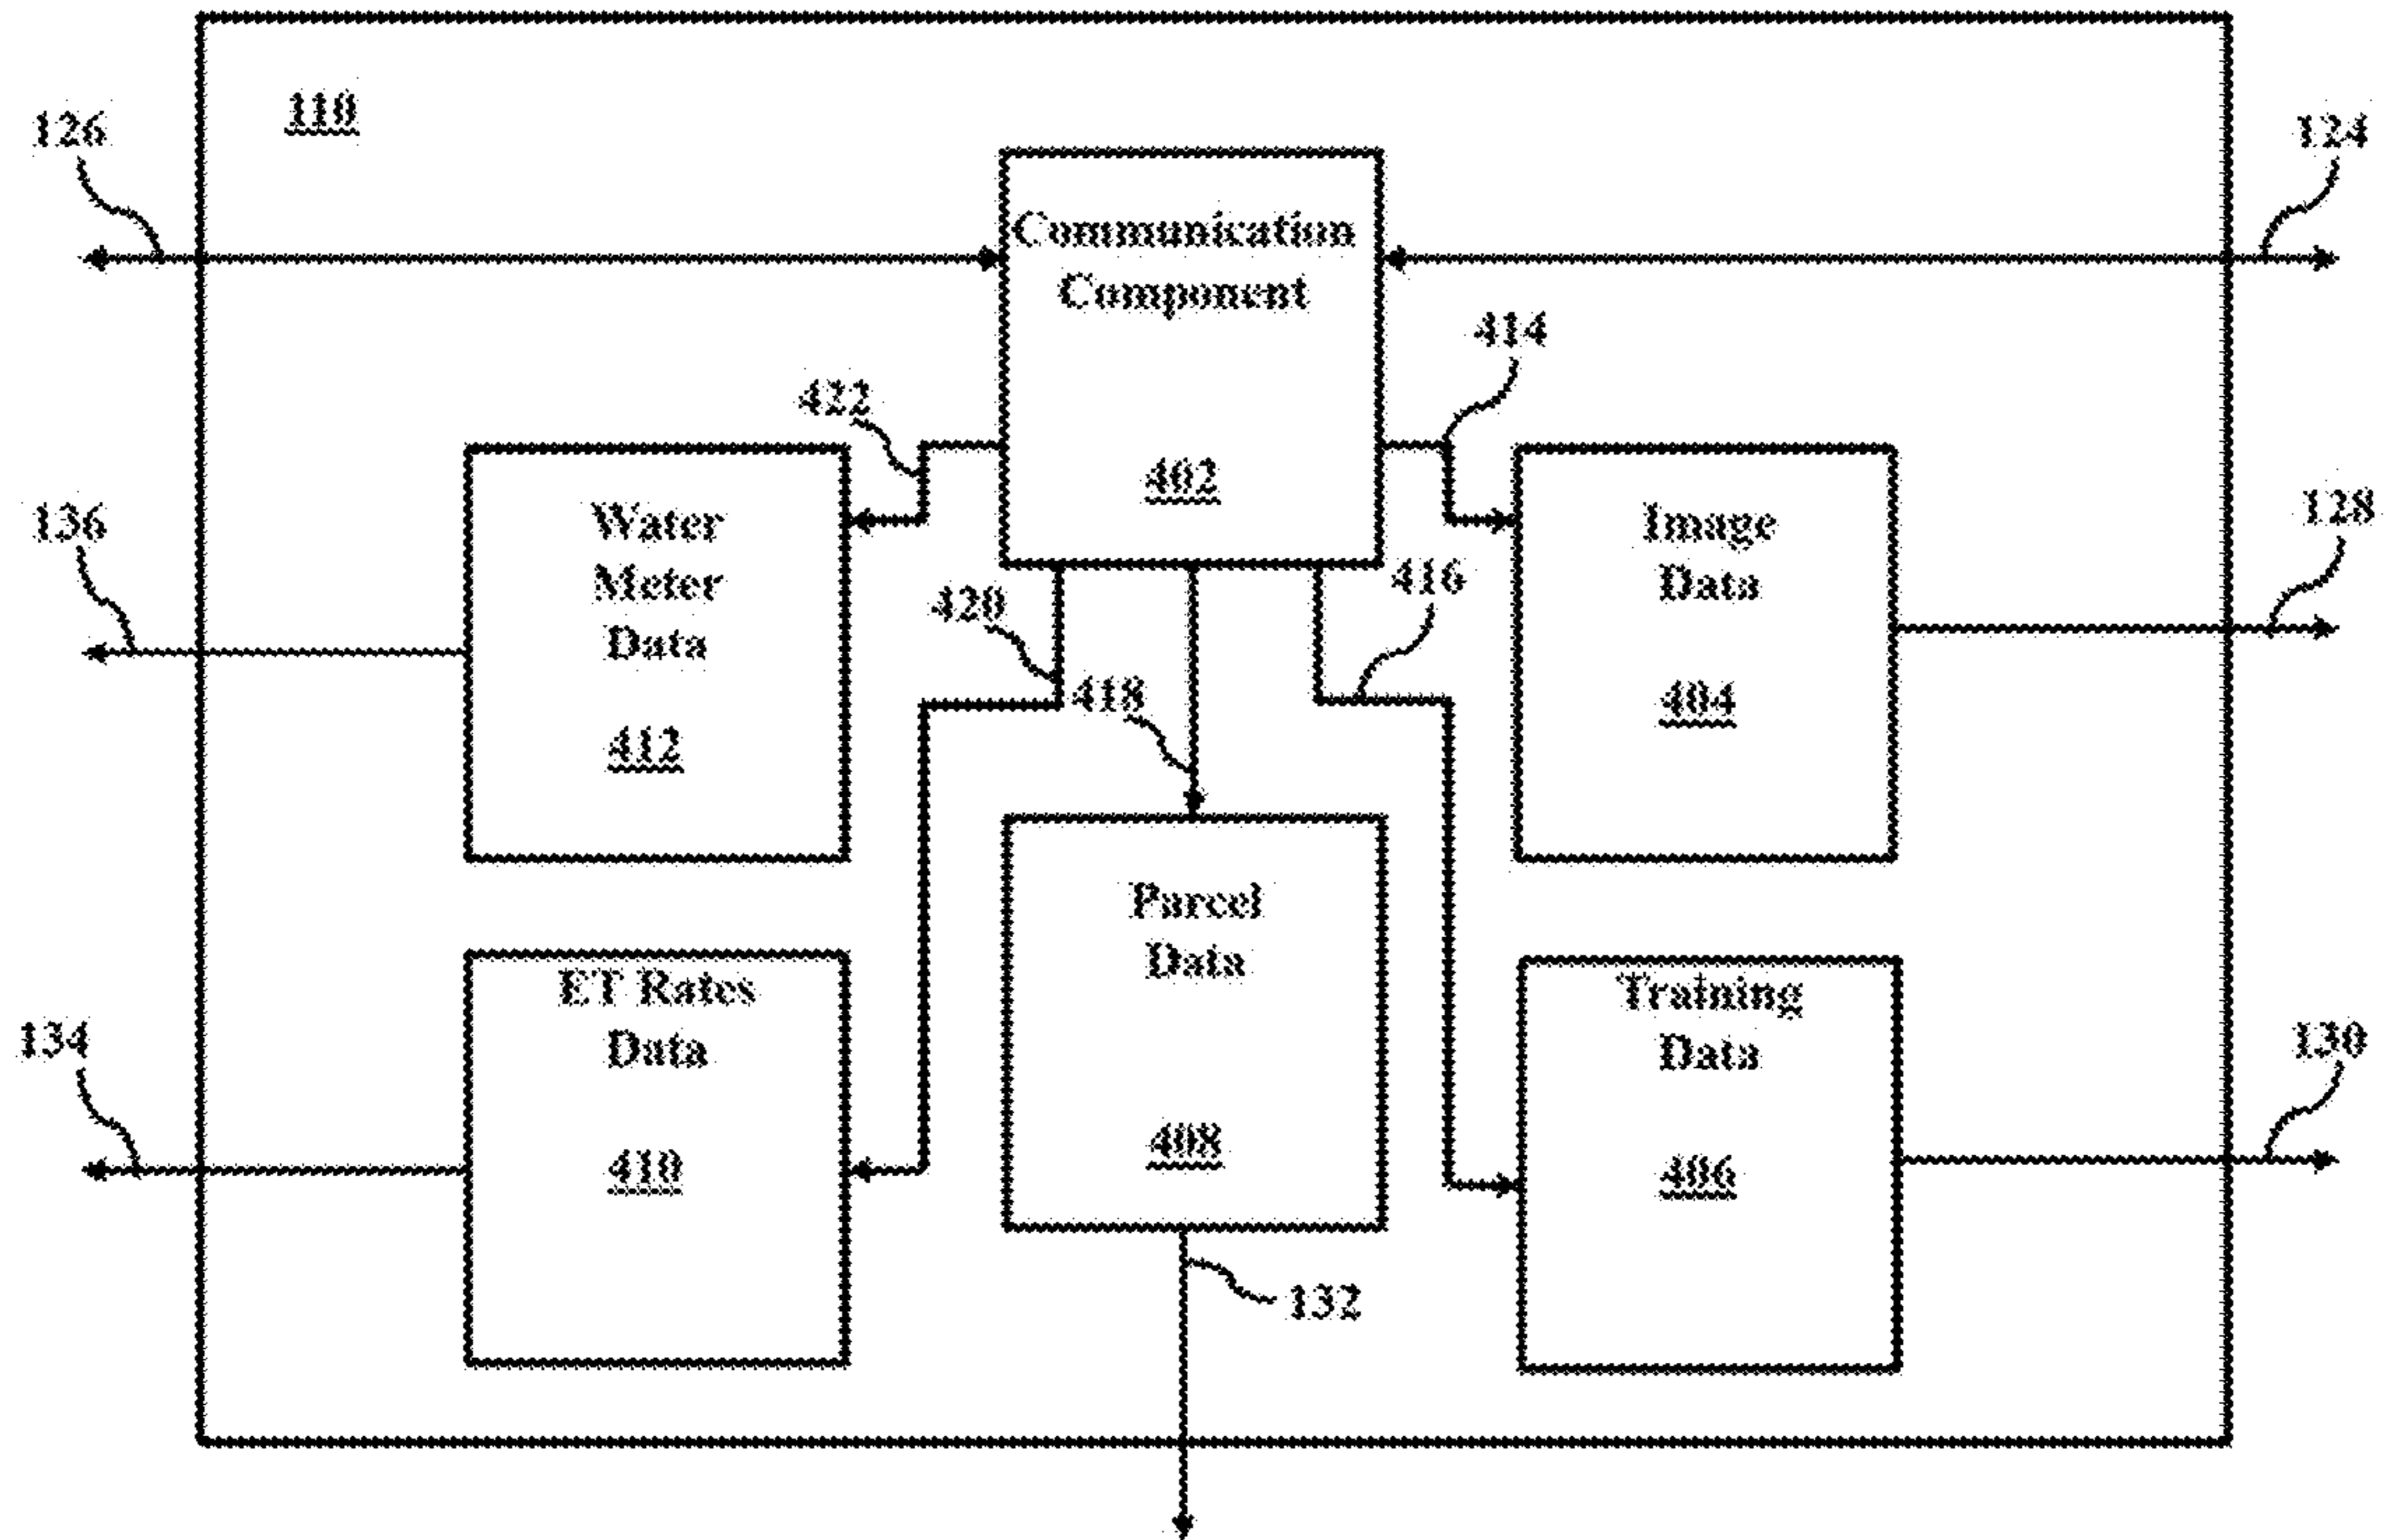 110
126
124
Communication
Component
402
414
422
136
Water
Meter
Data
412
Image
Data
404
128
420
416
418
Parcel
Data
408
134
ET Rates
Data
410
Training
Data
406
130
132